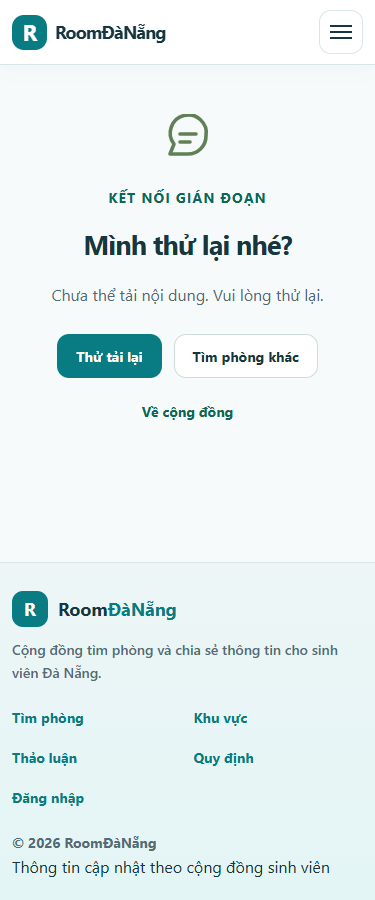 R RoomĐàNẵng
KẾT NỐI GIÁN ĐOẠN
Mình thử lại nhé?
Chưa thể tải nội dung. Vui lòng thử lại.
Thử tải lại
Tìm phòng khác
Về cộng đồng
R RoomĐàNẵng
Cộng đồng tìm phòng và chia sẻ thông tin cho sinh
viên Đà Nẵng.
Tìm phòng
Khu vực
Thảo luận
Quy định
Đăng nhập
© 2026 RoomĐàNẵng
Thông tin cập nhật theo cộng đồng sinh viên